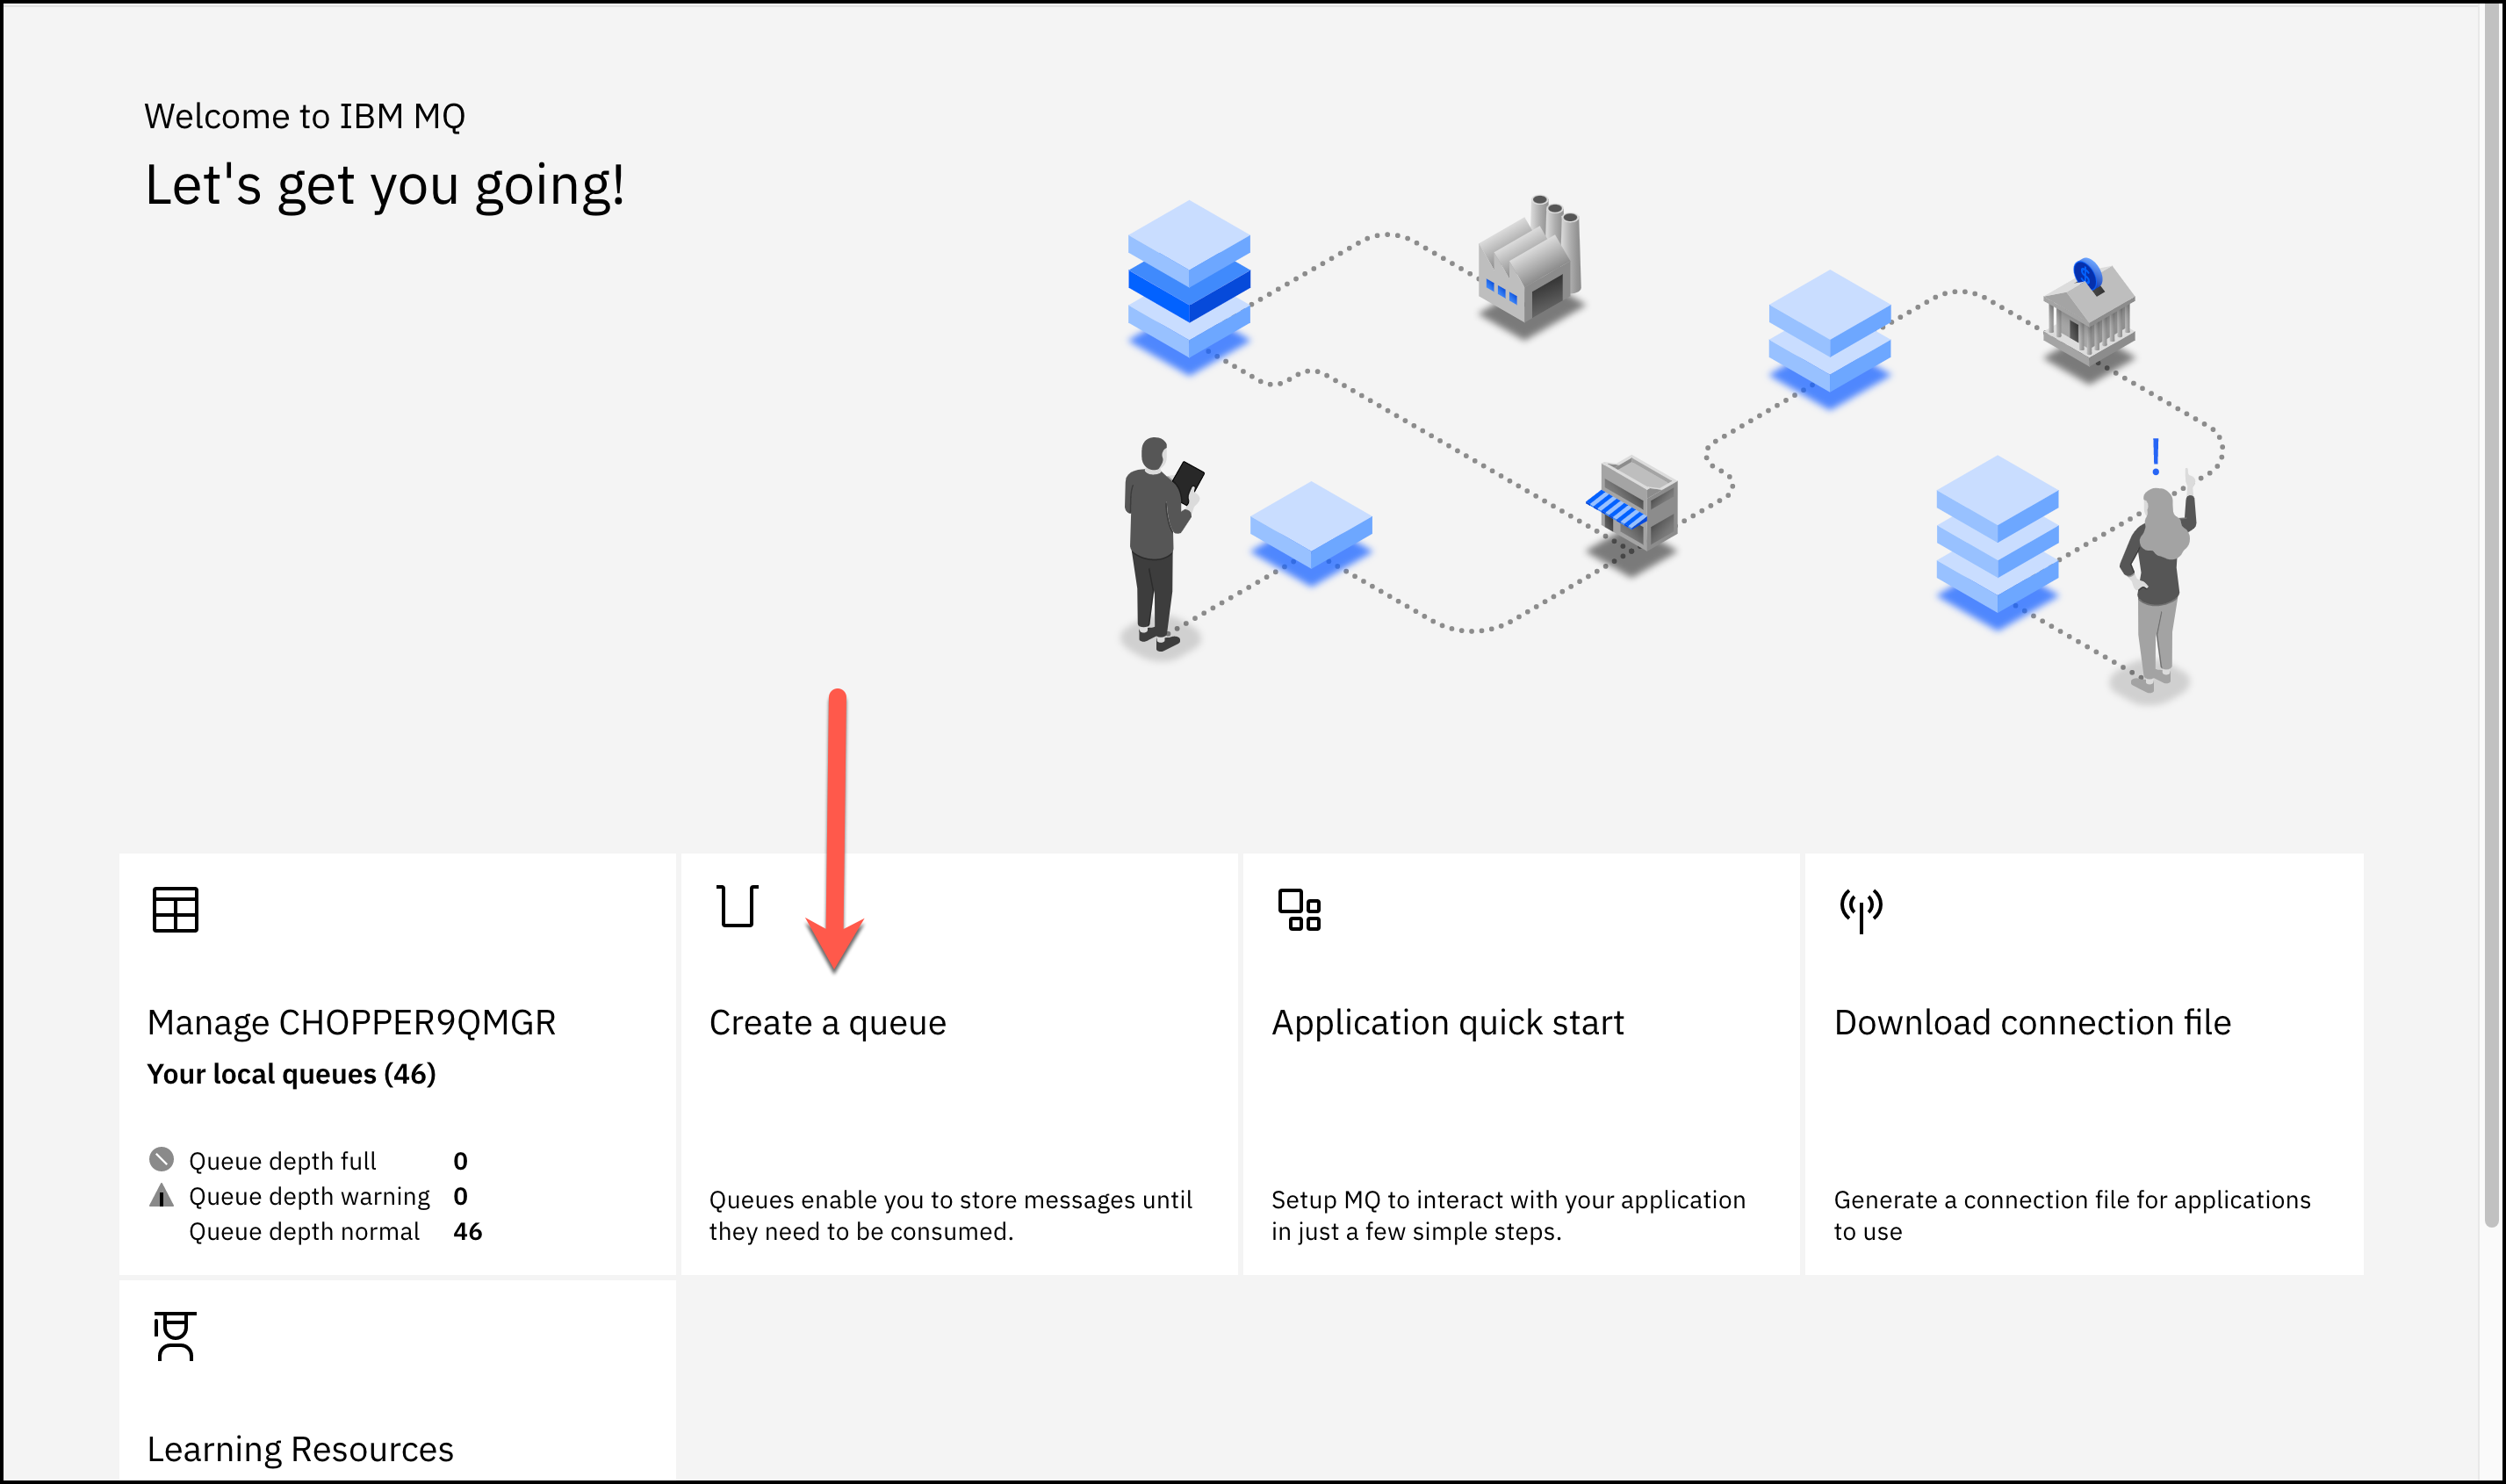 Welcome to IBM MQ
Let's get you going!
!
Manage CHOPPER9QMGR
Your local queues (46)
Queue depth full 0
Queue depth warning 0
Queue depth normal 46
Create a queue
Queues enable you to store messages until
they need to be consumed.
Application quick start
Setup MQ to interact with your application
in just a few simple steps.
Download connection file
Generate a connection file for applications
to use
Learning Resources